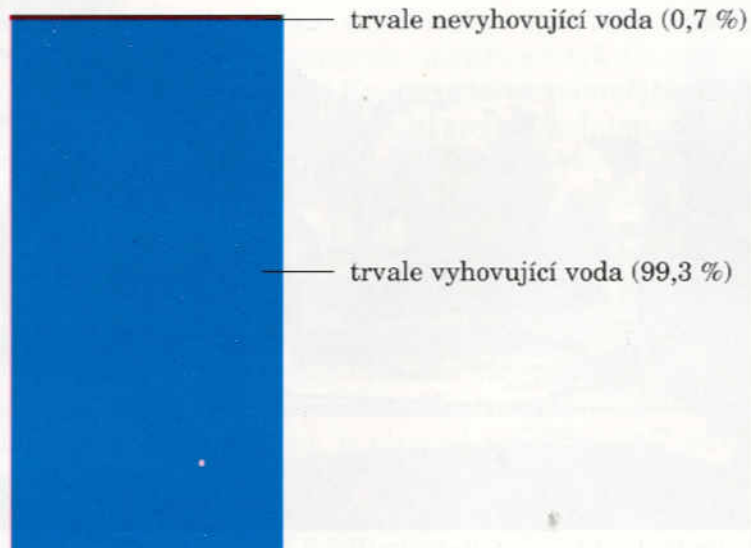 trvale nevyhovující voda (0,7 %)
trvale vyhovující voda (99,3 %)